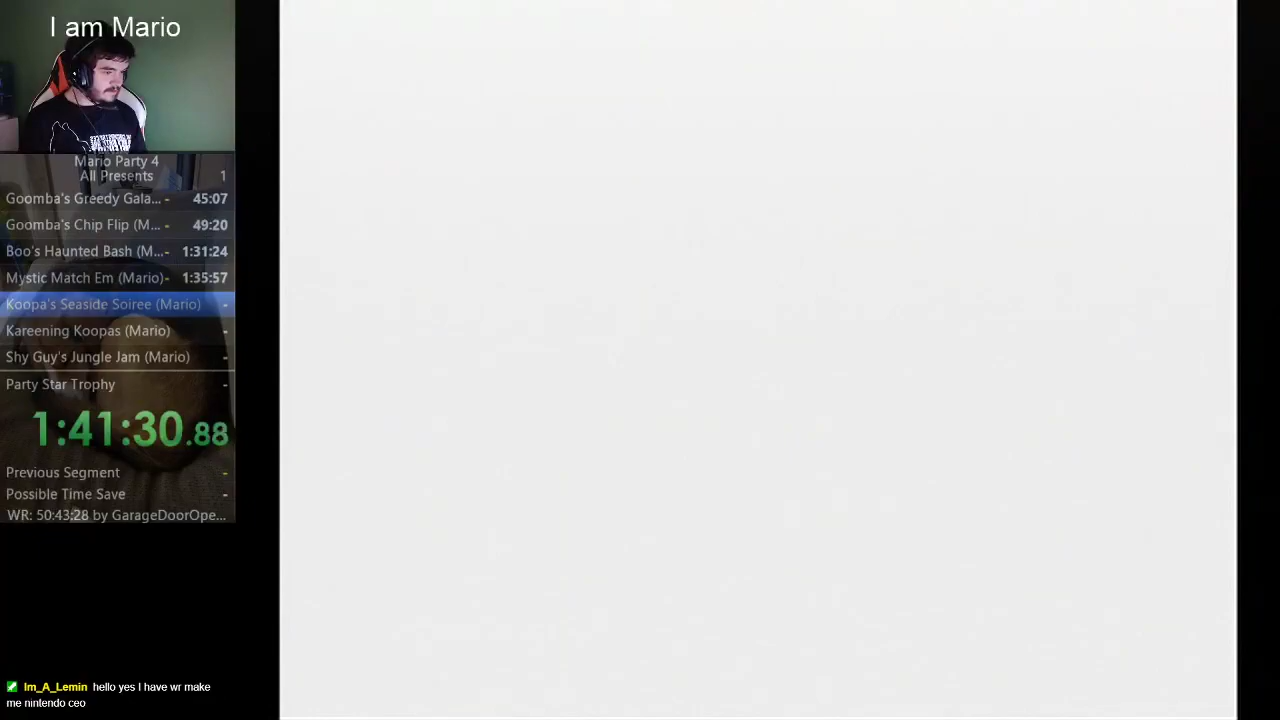 I am Mario
Mario Party 4
All Presents 1
Goomba's Greedy Gala... - 45:07
Goomba's Chip Flip (M... - 49:20
Boo's Haunted Bash (M... - 1:31:24
Mystic Match Em (Mario) - 1:35:57
Koopa's Seaside Soiree (Mario) -
Kareening Koopas (Mario) -
Shy Guy's Jungle Jam (Mario) -
Party Star Trophy -
1:41:30.88
Previous Segment -
Possible Time Save -
WR: 50:43:28 by GarageDoorOpe...
Im_A_Lemin hello yes I have wr make
me nintendo ceo